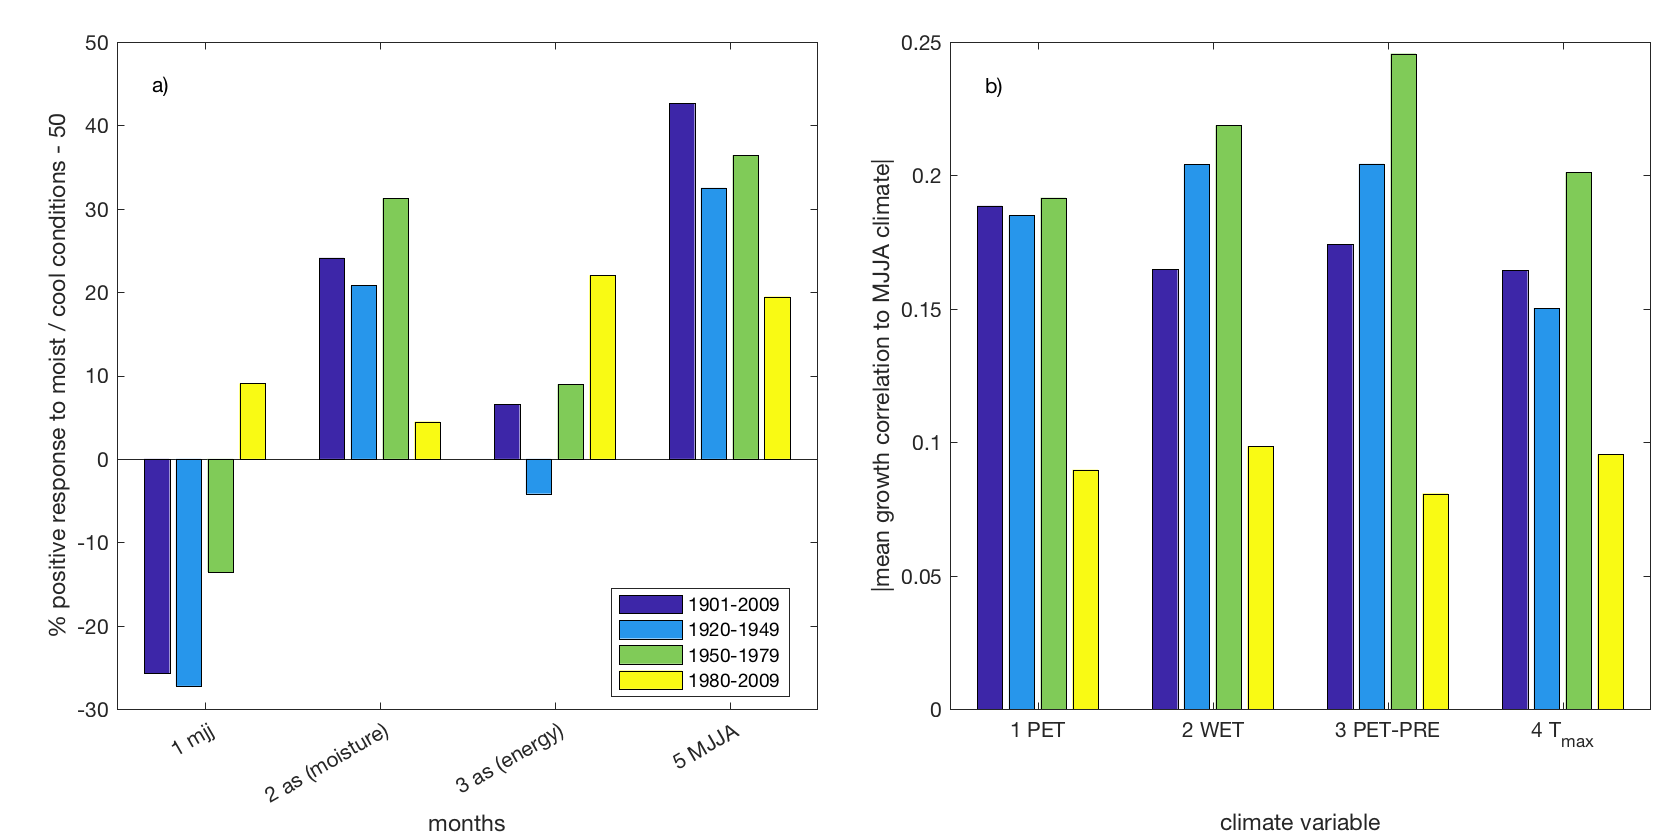 a)
50
40
30
20
10
0
-10
-20
-30
% positive response to moist / cool conditions - 50
1 mjj
2 as (moisture)
3 as (energy)
5 MJJA
months
1901-2009
1920-1949
1950-1979
1980-2009
b)
0.25
0.2
0.15
0.1
0.05
0
|mean growth correlation to MJJA climate|
1 PET
2 WET
3 PET-PRE
4 Tmax
climate variable